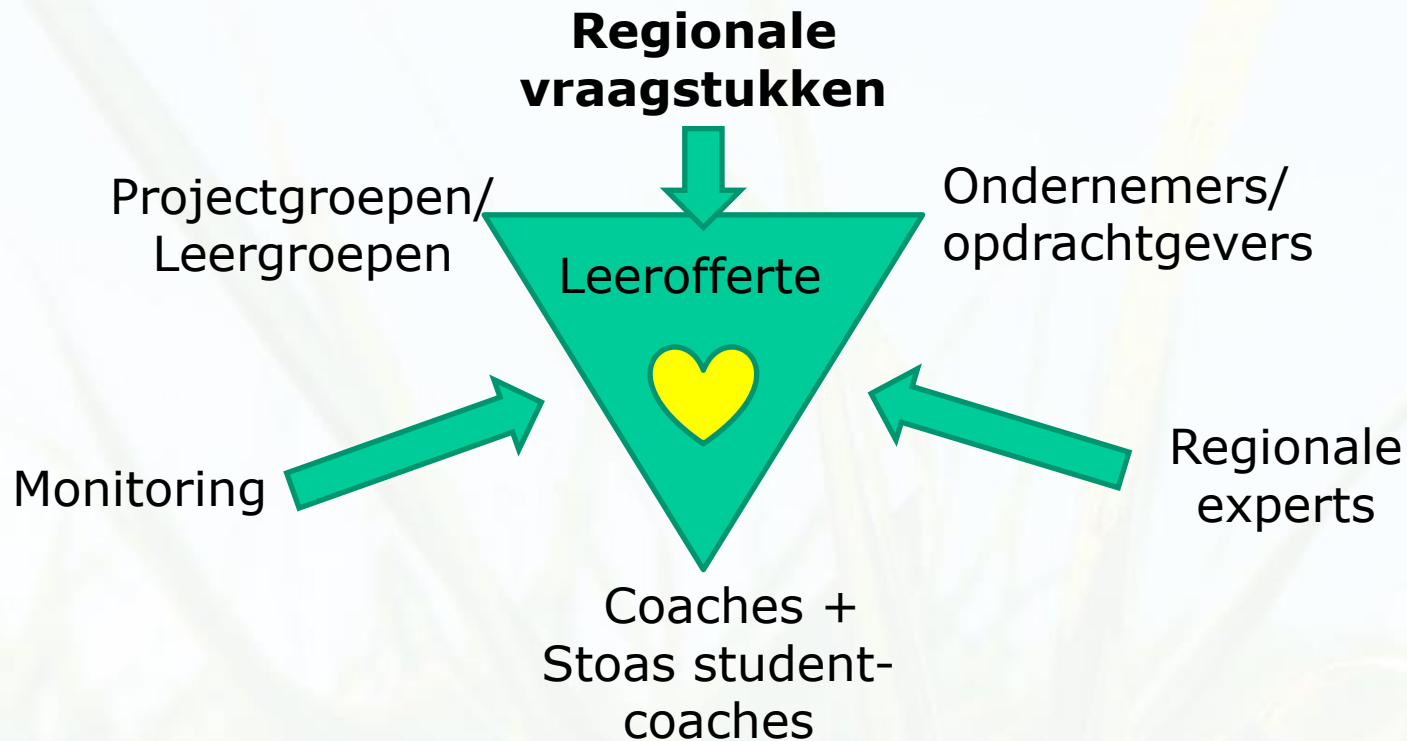 Regionale
vraagstukken
Projectgroepen/
Leergroepen
Ondernemers/
opdrachtgevers
Leerofferte
Monitoring
Regionale
experts
Coaches +
Stoas student-
coaches